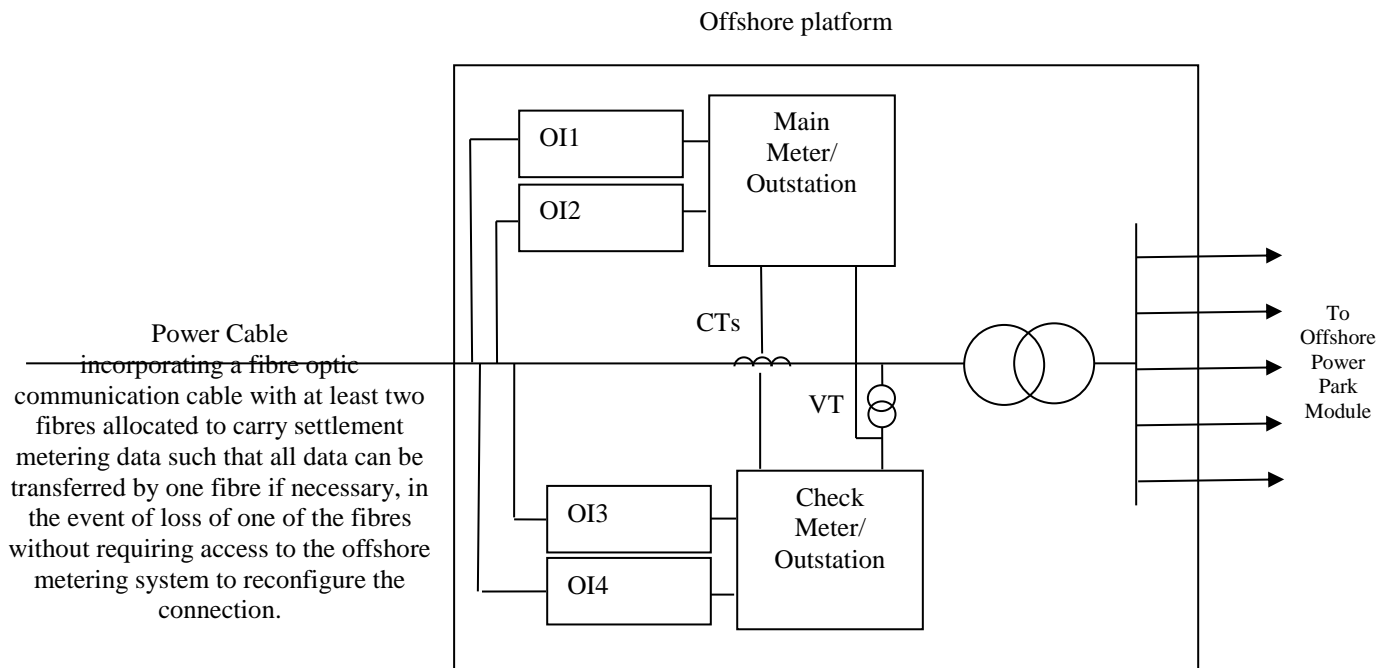 Offshore platform
OI1
OI2
Main
Meter/
Outstation
CTs
VT
Power Cable
incorporating a fibre optic
communication cable with at least two
fibres allocated to carry settlement
metering data such that all data can be
transferred by one fibre if necessary, in
the event of loss of one of the fibres
without requiring access to the offshore
metering system to reconfigure the
connection.
OI3
OI4
Check
Meter/
Outstation
To
Offshore
Power
Park
Module